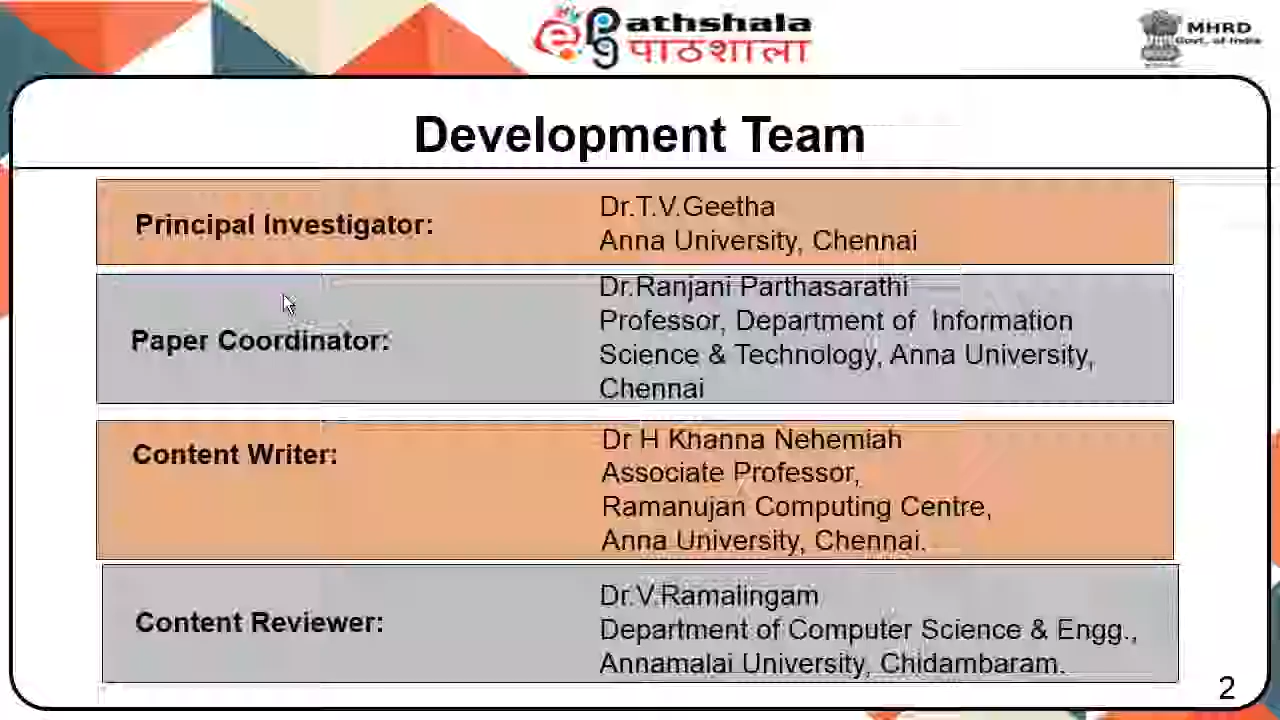 Pathshala
पाठशाला
MHRD
Govt. of India
Development Team
Principal Investigator:
Dr.T.V.Geetha
Anna University, Chennai
Paper Coordinator:
Dr.Ranjani Parthasarathi
Professor, Department of Information
Science & Technology, Anna University,
Chennai
Content Writer:
Dr H Khanna Nehemiah
Associate Professor,
Ramanujan Computing Centre,
Anna University, Chennai.
Content Reviewer:
Dr.V.Ramalingam
Department of Computer Science & Engg.,
Annamalai University, Chidambaram.
2